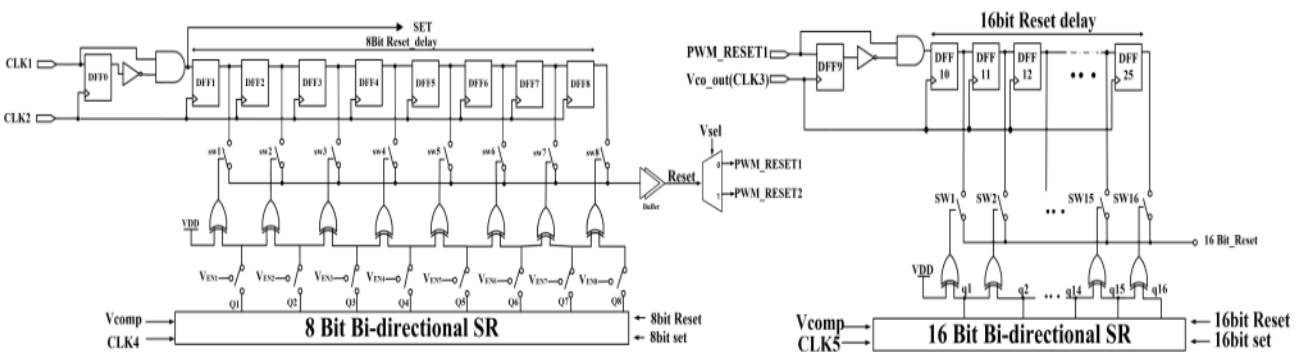 SET
8Bit Reset_delay
CLK1
DFF0
DFF1 DFF2 DFF3 DFF4 DFF5 DFF6 DFF7 DFF8
CLK2
sw1 sw2 sw3 sw4 sw5 sw6 sw7 sw8
Vsel
Reset
Buffer
0
PWM_RESET1
1
PWM_RESET2
VDD
VEN1 VEN2 VEN3 VEN4 VEN5 VEN6 VEN7 VEN8
Q1 Q2 Q3 Q4 Q5 Q6 Q7 Q8
Vcomp
CLK4
8 Bit Bi-directional SR
8bit Reset
8bit set
16bit Reset delay
PWM_RESET1
DFF9
DFF 10
DFF 11
DFF 12
DFF 25
Vco_out(CLK3)
SW1 SW2 SW15 SW16
16 Bit_Reset
VDD
q1 q2 q14 q15 q16
Vcomp
CLK5
16 Bit Bi-directional SR
16bit Reset
16bit set